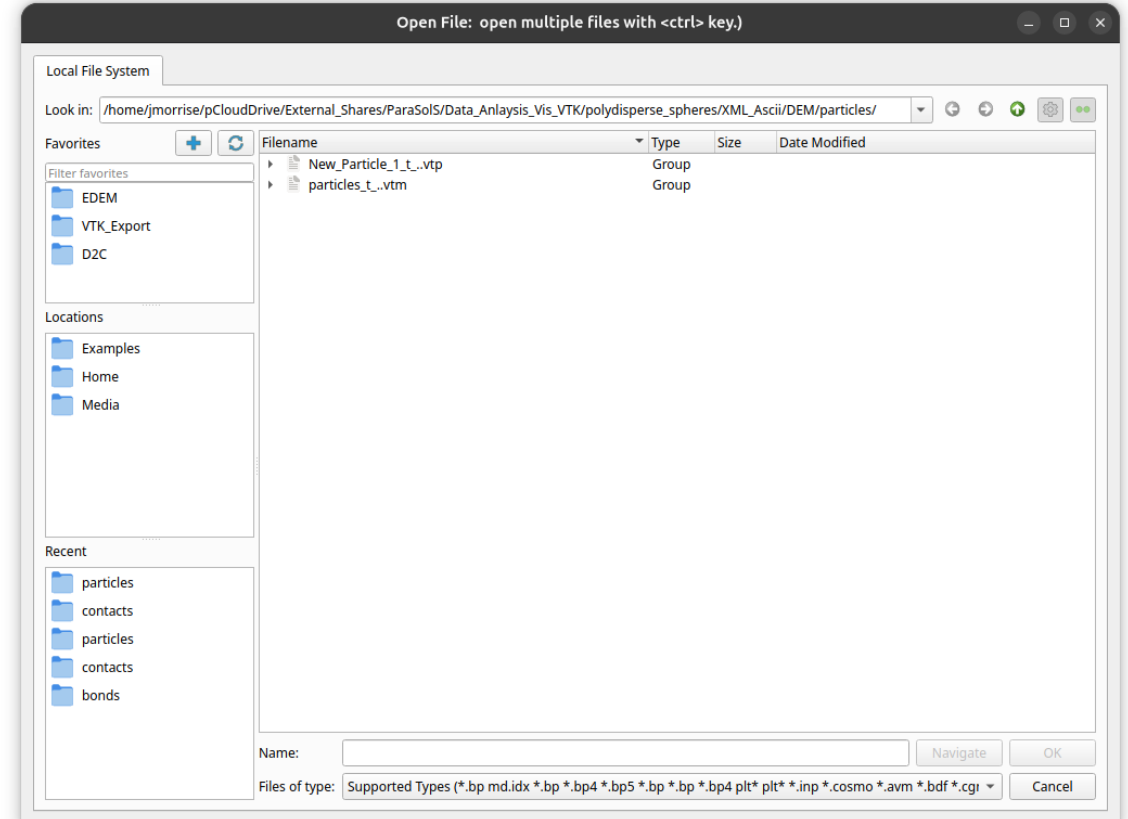 Open File:  open multiple files with <ctrl> key.)
Local File System
Look in: /home/jmorrise/pCloudDrive/External_Shares/ParaSolS/Data_Anlaysis_Vis_VTK/polydisperse_spheres/XML_Ascii/DEM/particles/
Favorites
Filter favorites
EDEM
VTK_Export
D2C
Locations
Examples
Home
Media
Recent
particles
contacts
particles
contacts
bonds
Filename Type Size Date Modified
New_Particle_1_t_..vtp Group
particles_t_..vtm Group
Name: Navigate OK
Files of type: Supported Types (*.bp md.idx *.bp *.bp4 *.bp5 *.bp *.bp *.bp4 plt* plt* *.inp *.cosmo *.avm *.bdf *.cgr Cancel